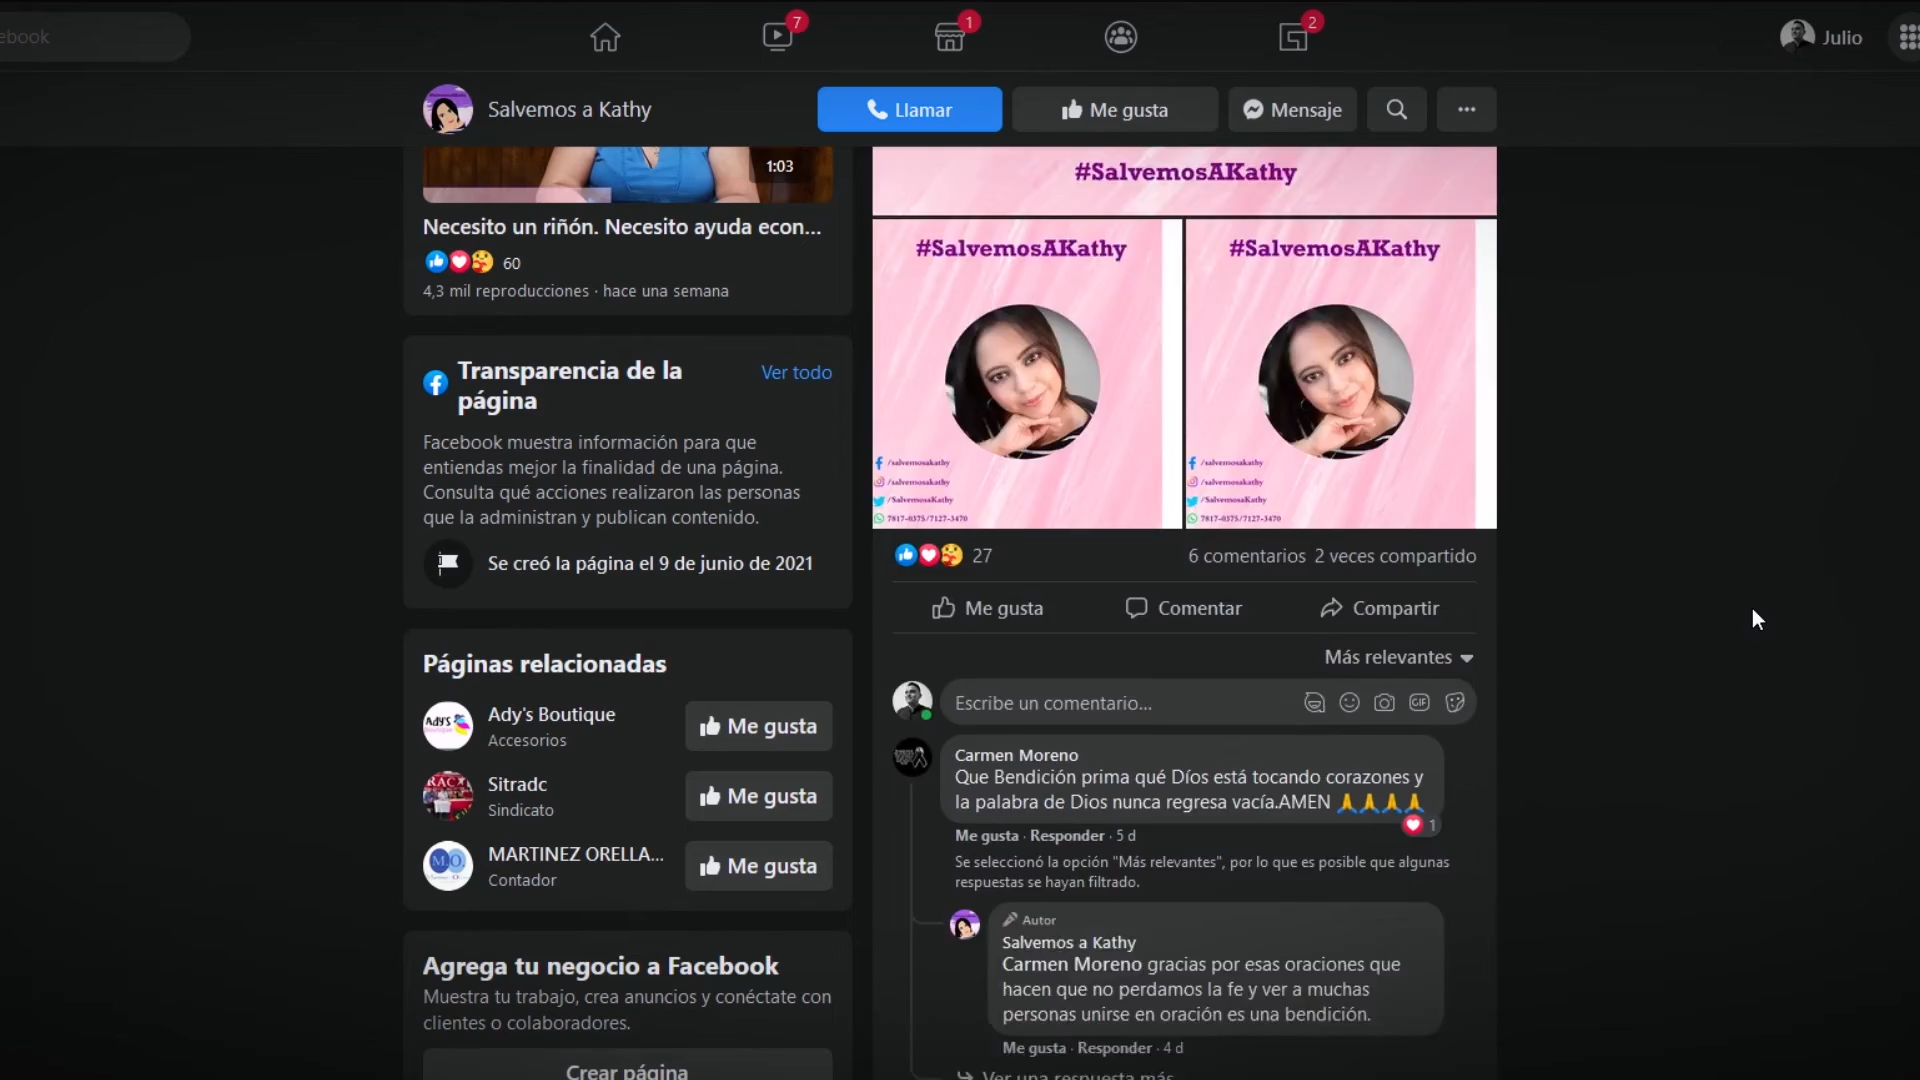 ebook
7
1
2
Julio
Salvemos a Kathy
Llamar
Me gusta
Mensaje
1:03
Necesito un riñón. Necesito ayuda econ...
60
4,3 mil reproducciones · hace una semana
Transparencia de la
página
Ver todo
Facebook muestra información para que
entiendas mejor la finalidad de una página.
Consulta qué acciones realizaron las personas
que la administran y publican contenido.
Se creó la página el 9 de junio de 2021
Páginas relacionadas
ADY'S
Boutique
Ady's Boutique
Accesorios
Me gusta
Sitradc
Sindicato
Me gusta
M.O.
MARTINEZ ORELLA...
Contador
Me gusta
Agrega tu negocio a Facebook
Muestra tu trabajo, crea anuncios y conéctate con
clientes o colaboradores.
Crear página
#SalvemosAKathy
#SalvemosAKathy
/salvemosakathy
/salvemosakathy
/SalvemosaKathy
7817-0375/7127-3470
#SalvemosAKathy
/salvemosakathy
/salvemosakathy
/SalvemosaKathy
7817-0375/7127-3470
27
6 comentarios 2 veces compartido
Me gusta
Comentar
Compartir
Más relevantes
Escribe un comentario...
GIF
Carmen Moreno
Que Bendición prima qué Díos está tocando corazones y
la palabra de Dios nunca regresa vacía.AMEN 🙏🙏🙏🙏
1
Me gusta · Responder · 5 d
Se seleccionó la opción "Más relevantes", por lo que es posible que algunas
respuestas se hayan filtrado.
Autor
Salvemos a Kathy
Carmen Moreno gracias por esas oraciones que
hacen que no perdamos la fe y ver a muchas
personas unirse en oración es una bendición.
Me gusta · Responder · 4 d
Ver una respuesta más